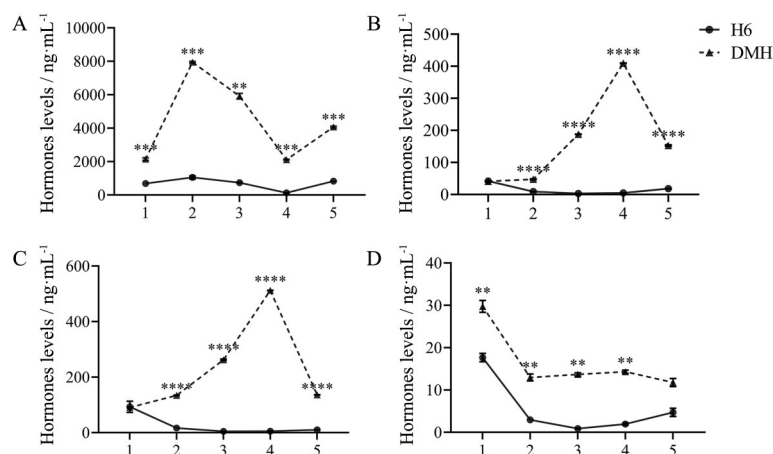 A
Hormones levels / ng·mL-1
10000
8000
6000
4000
2000
0
***
***
**
***
***
1 2 3 4 5
B
Hormones levels / ng·mL-1
500
400
300
200
100
0
****
****
****
****
1 2 3 4 5
H6
DMH
C
Hormones levels / ng·mL-1
600
400
200
0
****
****
****
****
1 2 3 4 5
D
Hormones levels / ng·mL-1
40
30
20
10
0
**
**
**
**
1 2 3 4 5